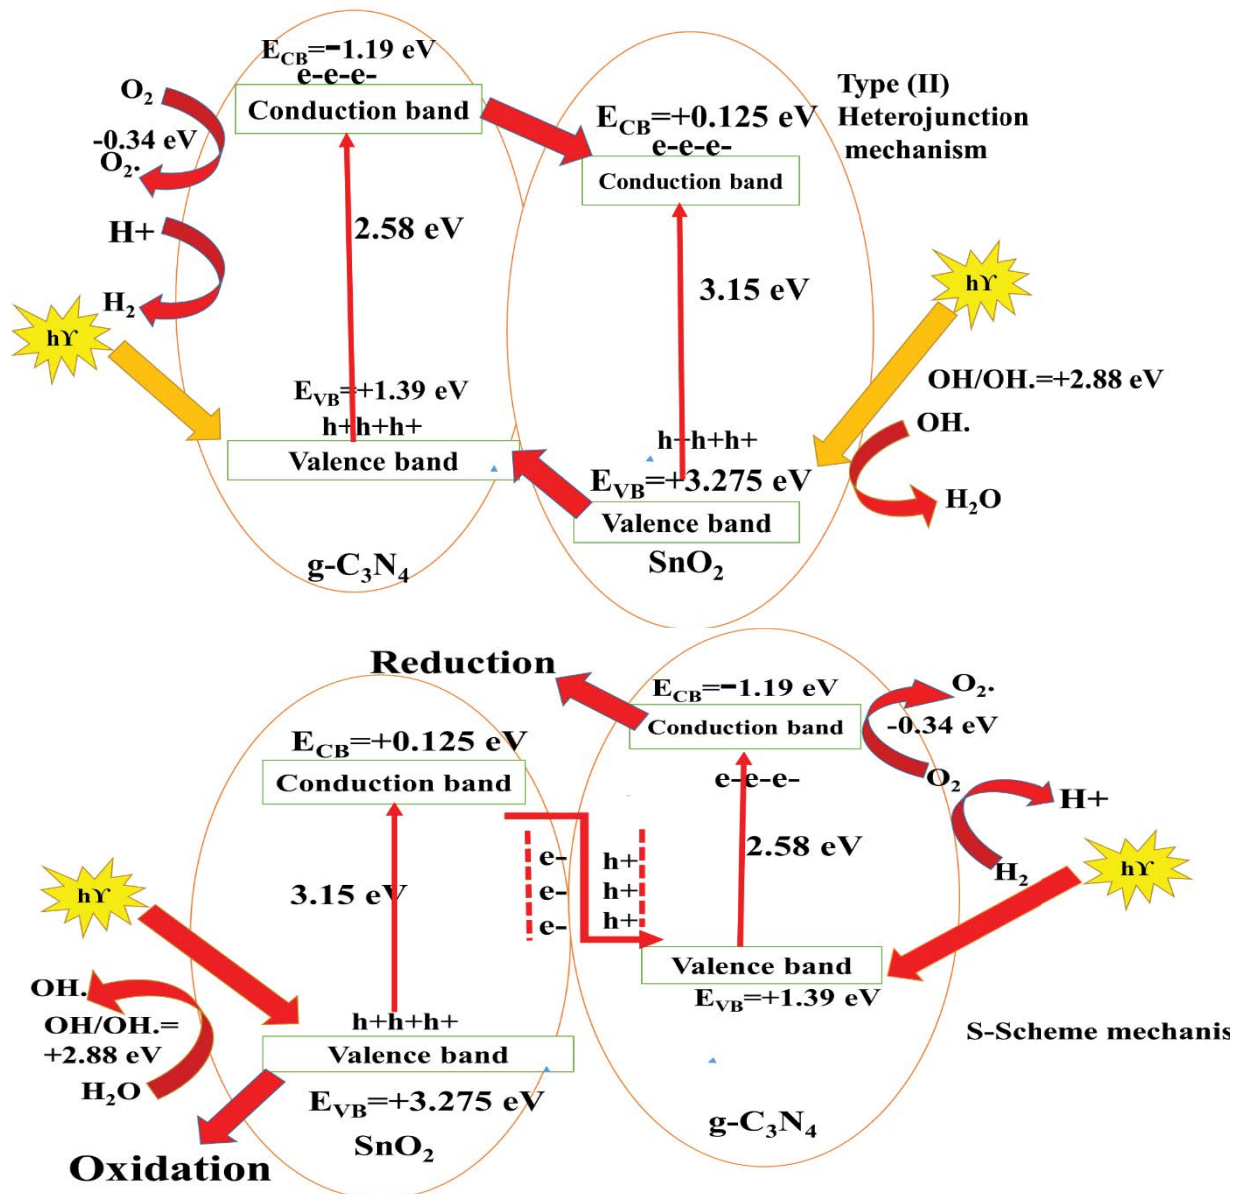 E_CB=−1.19 eV
e-e-e-
Conduction band
O₂
-0.34 eV
O₂.
H+
H₂
2.58 eV
hϒ
E_VB=+1.39 eV
h+h+h+
Valence band
g-C₃N₄
E_CB=+0.125 eV
e-e-e-
Conduction band
3.15 eV
h+h+h+
E_VB=+3.275 eV
Valence band
SnO₂
Type (II)
Heterojunction
mechanism
hϒ
OH/OH.=+2.88 eV
OH.
H₂O
Reduction
E_CB=+0.125 eV
Conduction band
3.15 eV
hϒ
OH.
OH/OH.=
+2.88 eV
H₂O
h+h+h+
Valence band
E_VB=+3.275 eV
SnO₂
Oxidation
e-
e-
e-
h+
h+
h+
E_CB=−1.19 eV
Conduction band
e-e-e-
2.58 eV
Valence band
E_VB=+1.39 eV
g-C₃N₄
O₂.
-0.34 eV
O₂
H+
H₂
hϒ
S-Scheme mechanis